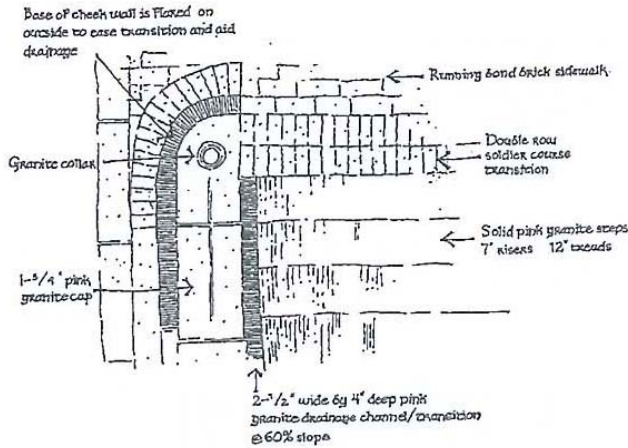 Base of cheek wall is flared on
outside to ease transition and aid
drainage
Running bond brick sidewalk
Granite collar
Double row
soldier course
transition
Solid pink granite steps
7" risers 12" treads
1-3/4" pink
granite cap
2-1/2" wide by 4" deep pink
granite drainage channel/transition
@ 60% slope